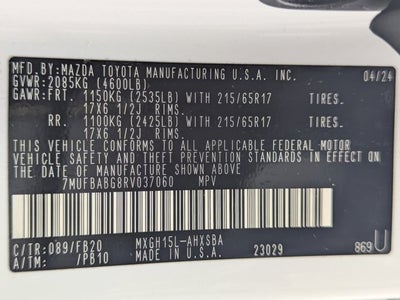 MFD.BY:MAZDA TOYOTA MANUFACTURING U.S.A. INC. 04/24
GVWR:2085KG (4600LB)
GAWR:FRT. 1150KG (2535LB) WITH 215/65R17 TIRES.
17X6 1/2J RIMS.
RR. 1100KG (2425LB) WITH 215/65R17 TIRES.
17X6 1/2J RIMS.
THIS VEHICLE CONFORMS TO ALL APPLICABLE FEDERAL MOTOR
VEHICLE SAFETY AND THEFT PREVENTION STANDARDS IN EFFECT ON
THE DATE OF MANUFACTURE SHOWN ABOVE.
7MUFBABG8RV037060 MPV
C/TR:089/FB20 MXGH15L-AHXSBA
A/TM: /PB10 MADE IN U.S.A. 23029 869U